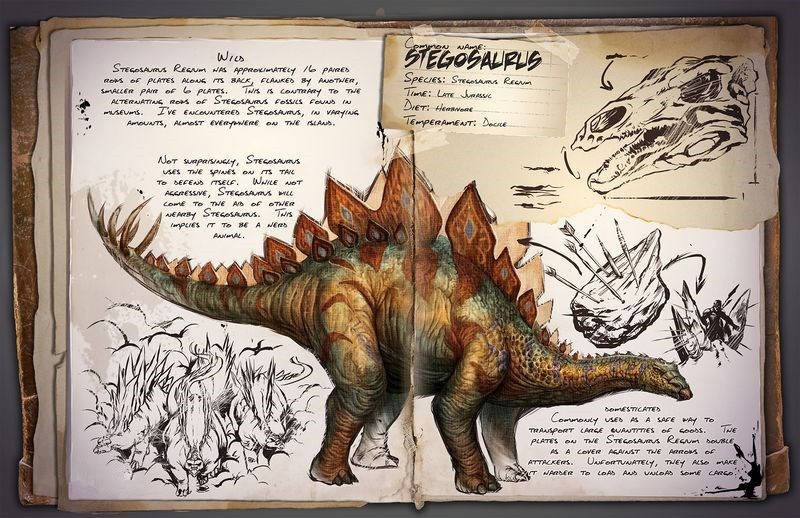 Wild
Stegosaurus Regium was approximately 16 paired
rows of plates along its back, flanked by another,
smaller pair of 6 plates. This is contrary to the
alternating rows of Stegosaurus fossils found in
museums. I've encountered Stegosaurus, in varying
amounts, almost everywhere on the island.
Not surprisingly, Stegosaurus
uses the spines on its tail
to defend itself. While not
aggressive, Stegosaurus will
come to the aid of other
nearby Stegosaurus. This
implies it to be a herd
animal.
Common name:
STEGOSAURUS
Species: Stegosaurus Regium
Time: Late Jurassic
Diet: Herbivore
Temperament: Docile
Domesticated
Commonly used as a safe way to
transport large quantities of goods. The
plates on the Stegosaurus Regium double
as a cover against the arrows of
attackers. Unfortunately, they also make
it harder to load and unload some cargo.